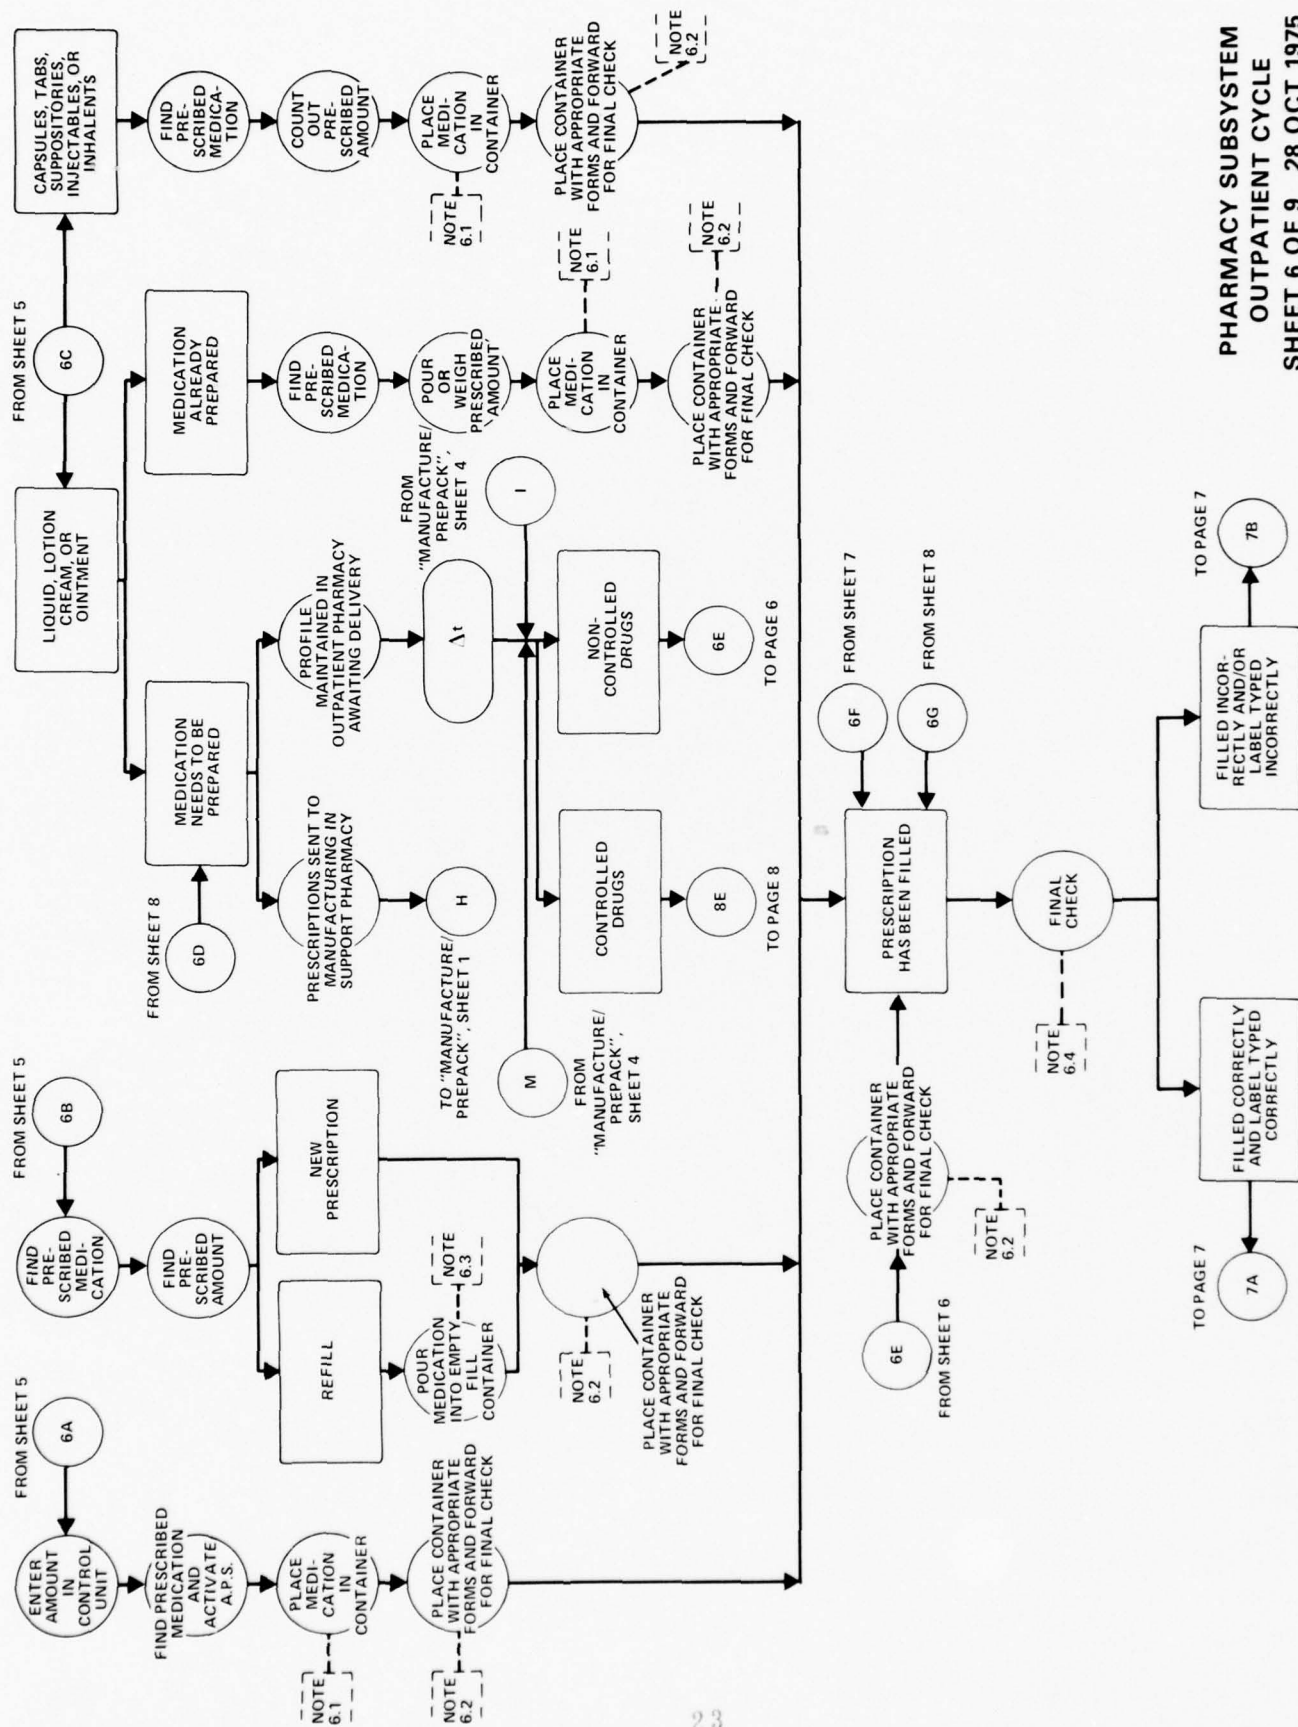 FROM SHEET 5
6A
ENTER
AMOUNT
IN
CONTROL
UNIT
FIND PRESCRIBED
MEDICATION
AND
ACTIVATE
A.P.S.
PLACE
MEDI-
CATION
IN
CONTAINER
NOTE
6.1
PLACE CONTAINER
WITH APPROPRIATE
FORMS AND FORWARD
FOR FINAL CHECK
NOTE
6.2
FROM SHEET 5
6B
FIND
PRE-
SCRIBED
MEDI-
CATION
FIND
PRE-
SCRIBED
AMOUNT
REFILL
NEW
PRESCRIPTION
POUR
MEDICATION
INTO EMPTY
FILL
CONTAINER
NOTE
6.3
NOTE
6.2
PLACE CONTAINER
WITH APPROPRIATE
FORMS AND FORWARD
FOR FINAL CHECK
FROM SHEET 5
6C
LIQUID, LOTION
CREAM, OR
OINTMENT
FROM SHEET 8
6D
MEDICATION
NEEDS TO BE
PREPARED
PRESCRIPTIONS SENT TO
MANUFACTURING IN
SUPPORT PHARMACY
H
TO "MANUFACTURE/
PREPACK", SHEET 1
PROFILE
MAINTAINED IN
OUTPATIENT PHARMACY
AWAITING DELIVERY
Δt
FROM
"MANUFACTURE/
PREPACK",
SHEET 4
I
M
FROM
"MANUFACTURE/
PREPACK",
SHEET 4
CONTROLLED
DRUGS
8E
TO PAGE 8
NON-
CONTROLLED
DRUGS
6E
TO PAGE 6
MEDICATION
ALREADY
PREPARED
FIND
PRE-
SCRIBED
MEDICA-
TION
POUR
OR
WEIGH
PRESCRIBED
AMOUNT
PLACE
MEDI-
CATION
IN
CONTAINER
NOTE
6.1
PLACE CONTAINER
WITH APPROPRIATE
FORMS AND FORWARD
FOR FINAL CHECK
NOTE
6.2
CAPSULES, TABS,
SUPPOSITORIES,
INJECTABLES, OR
INHALENTS
FIND
PRE-
SCRIBED
MEDICA-
TION
COUNT
OUT
PRE-
SCRIBED
AMOUNT
PLACE
MEDI-
CATION
IN
CONTAINER
NOTE
6.1
PLACE CONTAINER
WITH APPROPRIATE
FORMS AND FORWARD
FOR FINAL CHECK
NOTE
6.2
6E
FROM SHEET 6
PLACE CONTAINER
WITH APPROPRIATE
FORMS AND FORWARD
FOR FINAL CHECK
NOTE
6.2
PRESCRIPTION
HAS BEEN FILLED
6F
FROM SHEET 7
6G
FROM SHEET 8
FINAL
CHECK
NOTE
6.4
FILLED CORRECTLY
AND LABEL TYPED
CORRECTLY
TO PAGE 7
7A
FILLED INCOR-
RECTLY AND/OR
LABEL TYPED
INCORRECTLY
TO PAGE 7
7B
PHARMACY SUBSYSTEM
OUTPATIENT CYCLE
SHEET 6 OF 9 28 OCT 1975
23